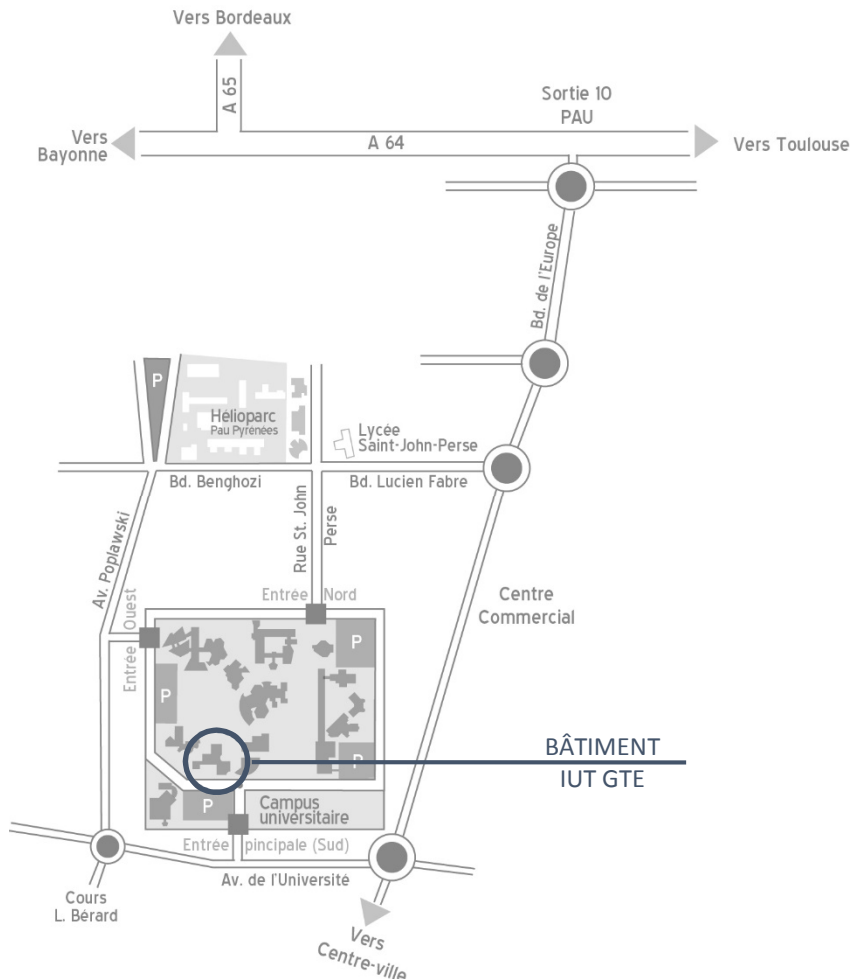 Vers Bordeaux
A 65
Sortie 10
PAU
Vers
Bayonne
A 64
Vers Toulouse
Bd. de l'Europe
P
Hélioparc
Pau Pyrénées
Lycée
Saint-John-Perse
Bd. Benghozi
Bd. Lucien Fabre
Rue St. John
Perse
Av. Poplawski
Centre
Commercial
Entrée Nord
Entrée Ouest
P
P
BÂTIMENT
IUT GTE
P
P
Campus
universitaire
Entrée pincipale (Sud)
Av. de l'Université
Cours
L. Bérard
Vers
Centre-ville